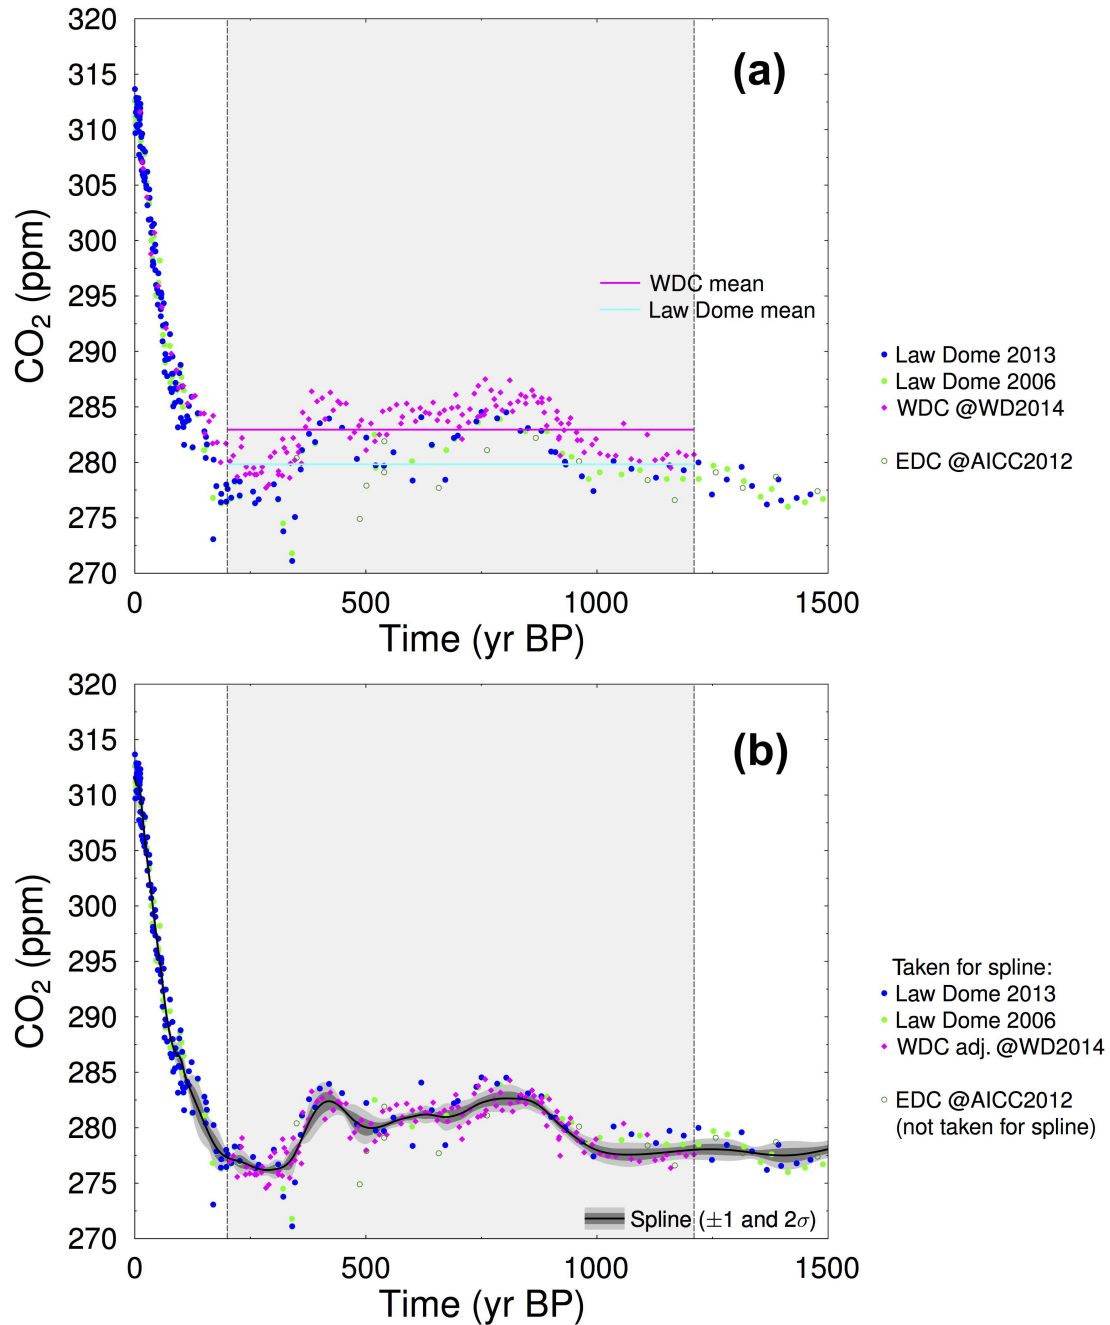 320
(a)
315
310
305
300
295
290
285
280
275
270
CO2 (ppm)
WDC mean
Law Dome mean
Law Dome 2013
Law Dome 2006
WDC @WD2014
EDC @AICC2012
0 500 1000 1500
Time (yr BP)
320
(b)
315
310
305
300
295
290
285
280
275
270
CO2 (ppm)
Taken for spline:
Law Dome 2013
Law Dome 2006
WDC adj. @WD2014
EDC @AICC2012
(not taken for spline)
Spline (±1 and 2σ)
0 500 1000 1500
Time (yr BP)